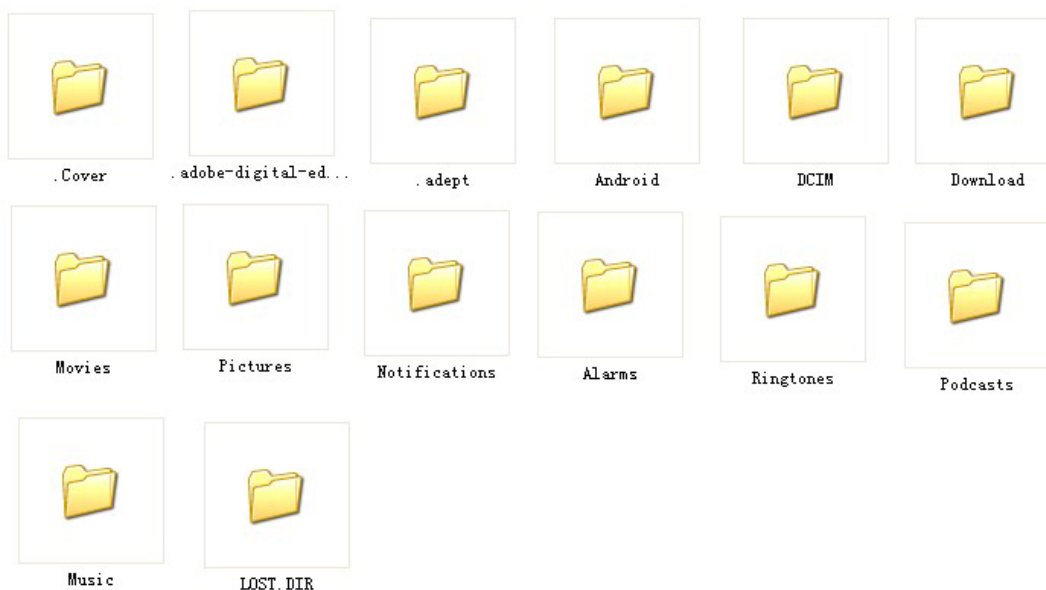 .Cover
.adobe-digital-ed...
.adept
Android
DCIM
Download
Movies
Pictures
Notifications
Alarms
Ringtones
Podcasts
Music
LOST.DIR